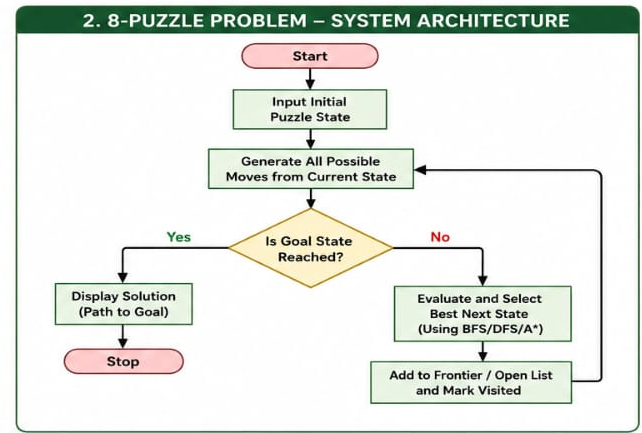 2. 8-PUZZLE PROBLEM – SYSTEM ARCHITECTURE
Start
Input Initial
Puzzle State
Generate All Possible
Moves from Current State
Is Goal State
Reached?
Yes
No
Display Solution
(Path to Goal)
Stop
Evaluate and Select
Best Next State
(Using BFS/DFS/A*)
Add to Frontier / Open List
and Mark Visited